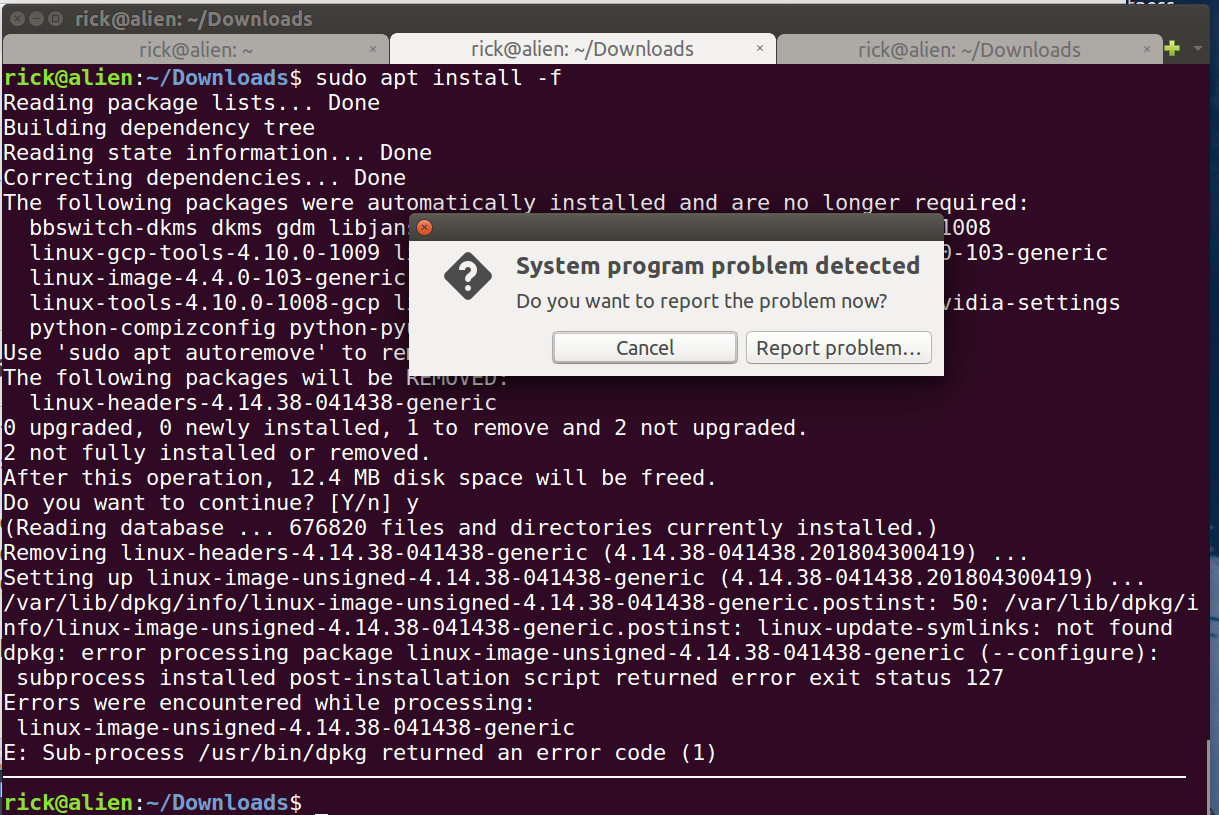 rick@alien: ~/Downloads
rick@alien: ~ × rick@alien: ~/Downloads × rick@alien: ~/Downloads ×
rick@alien:~/Downloads$ sudo apt install -f
Reading package lists... Done
Building dependency tree
Reading state information... Done
Correcting dependencies... Done
The following packages were automatically installed and are no longer required:
bbswitch-dkms dkms gdm 1008
linux-gcp-tools-4.10.0-1009 0-103-generic
linux-image-4.4.0-103-generic
linux-tools-4.10.0-1008-gcp vidia-settings
python-compizconfig
Use 'sudo apt autoremove' to
The following packages will be REMOVED:
linux-headers-4.14.38-041438-generic
0 upgraded, 0 newly installed, 1 to remove and 2 not upgraded.
2 not fully installed or removed.
After this operation, 12.4 MB disk space will be freed.
Do you want to continue? [Y/n] y
(Reading database ... 676820 files and directories currently installed.)
Removing linux-headers-4.14.38-041438-generic (4.14.38-041438.201804300419) ...
Setting up linux-image-unsigned-4.14.38-041438-generic (4.14.38-041438.201804300419) ...
/var/lib/dpkg/info/linux-image-unsigned-4.14.38-041438-generic.postinst: 50: /var/lib/dpkg/i
nfo/linux-image-unsigned-4.14.38-041438-generic.postinst: linux-update-symlinks: not found
dpkg: error processing package linux-image-unsigned-4.14.38-041438-generic (--configure):
subprocess installed post-installation script returned error exit status 127
Errors were encountered while processing:
linux-image-unsigned-4.14.38-041438-generic
E: Sub-process /usr/bin/dpkg returned an error code (1)
rick@alien:~/Downloads$
System program problem detected
Do you want to report the problem now?
Cancel Report problem…